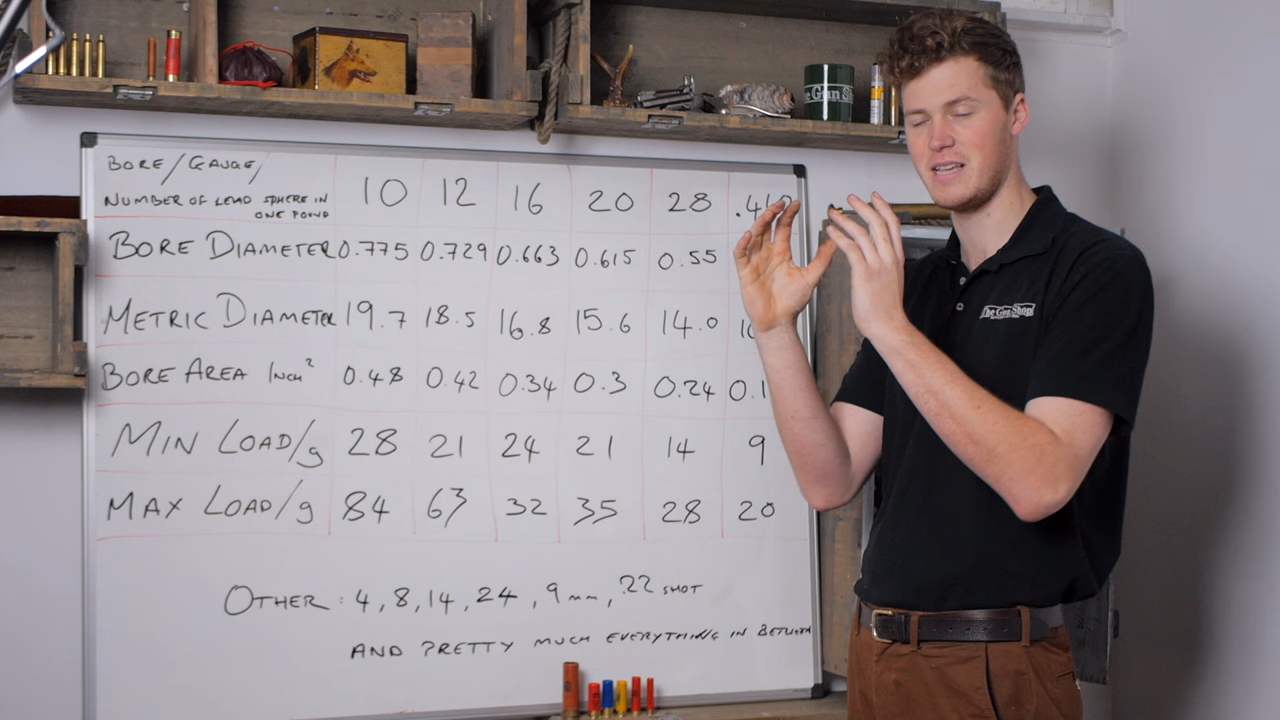 BORE/GAUGE/
NUMBER OF LEAD SPHERE IN ONE POUND 10 12 16 20 28
BORE DIAMETER 0.775 0.729 0.663 0.615 0.55
METRIC DIAMETER 19.7 18.5 16.8 15.6 14.0
BORE AREA INCH² 0.48 0.42 0.34 0.3 0.24
MIN LOAD/g 28 21 24 21 14 9
MAX LOAD/g 84 63 32 35 28 20
OTHER: 4, 8, 14, 24, 9mm, .22 SHOT
AND PRETTY MUCH EVERYTHING IN BETWEEN
The Gun Shop